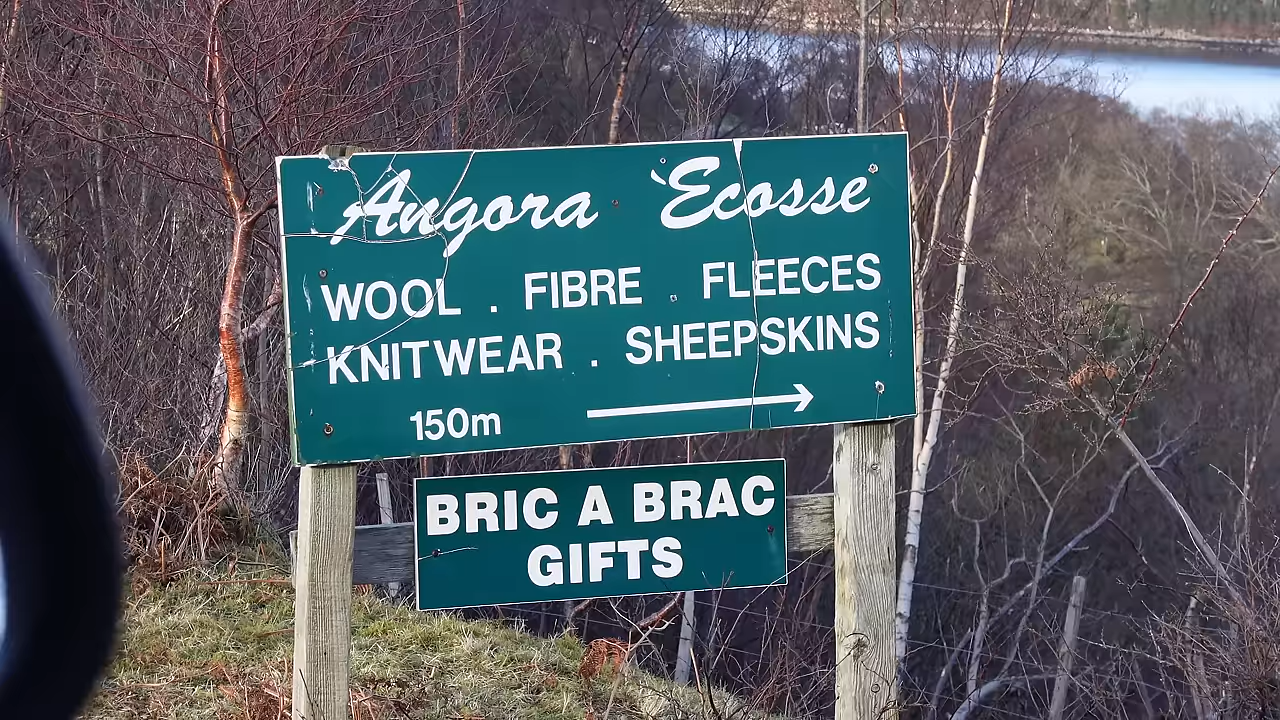 Angora `Ecosse
WOOL . FIBRE . FLEECES
KNITWEAR . SHEEPSKINS
150m →
BRIC A BRAC
GIFTS